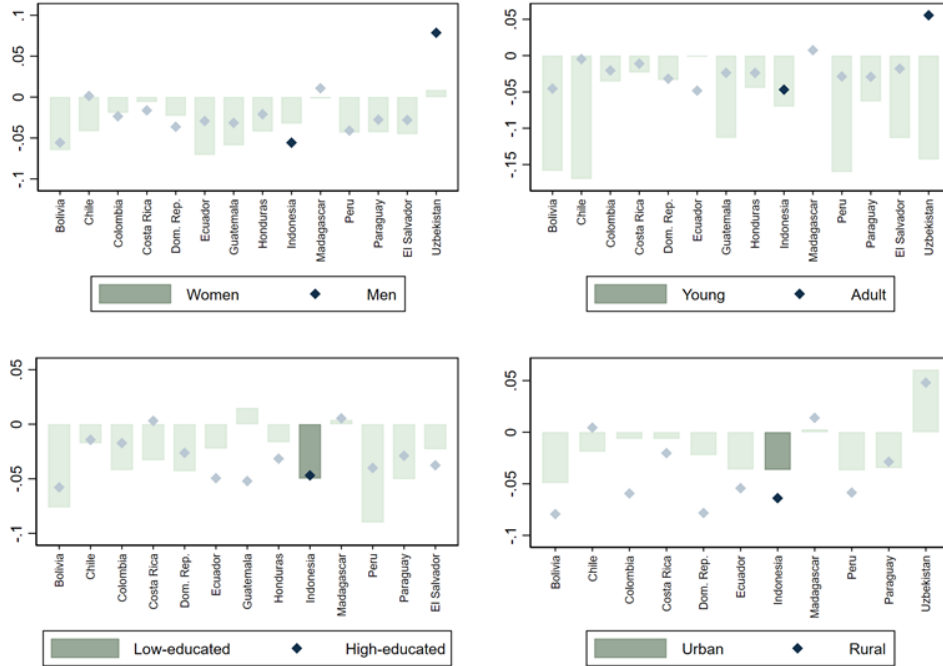 .1
.05
0
-.05
-.1
Bolivia
Chile
Colombia
Costa Rica
Dom. Rep.
Ecuador
Guatemala
Honduras
Indonesia
Madagascar
Peru
Paraguay
El Salvador
Uzbekistan
Women Men
.05
0
-.05
-.1
-.15
Bolivia
Chile
Colombia
Costa Rica
Dom. Rep.
Ecuador
Guatemala
Honduras
Indonesia
Madagascar
Peru
Paraguay
El Salvador
Uzbekistan
Young Adult
.05
0
-.05
-.1
Bolivia
Chile
Colombia
Costa Rica
Dom. Rep.
Ecuador
Guatemala
Honduras
Indonesia
Madagascar
Peru
Paraguay
El Salvador
Low-educated High-educated
.05
0
-.05
-.1
Bolivia
Chile
Colombia
Costa Rica
Dom. Rep.
Ecuador
Indonesia
Madagascar
Peru
Paraguay
Uzbekistan
Urban Rural